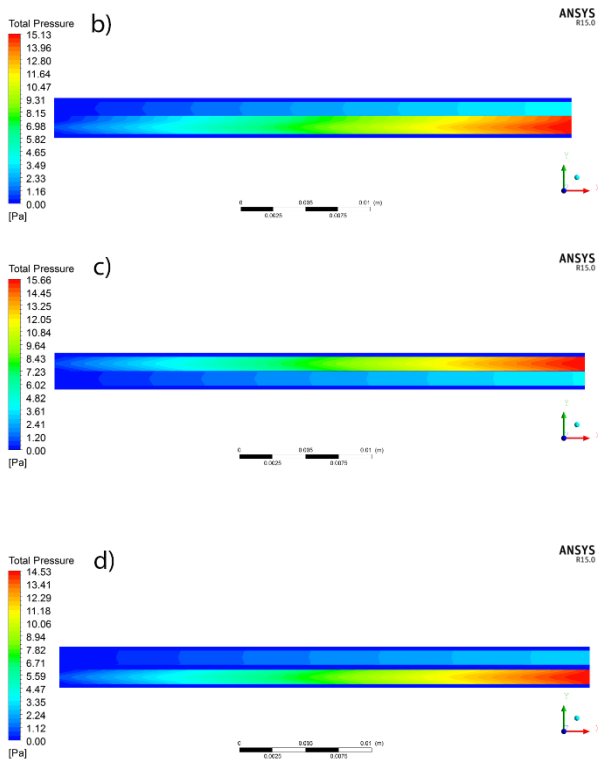 b)
ANSYS
R15.0
Total Pressure
15.13
13.96
12.80
11.64
10.47
9.31
8.15
6.98
5.82
4.65
3.49
2.33
1.16
0.00
[Pa]
0 0.005 0.01 (m)
0.0025 0.0075
c)
ANSYS
R15.0
Total Pressure
15.66
14.45
13.25
12.05
10.84
9.64
8.43
7.23
6.02
4.82
3.61
2.41
1.20
0.00
[Pa]
0 0.005 0.01 (m)
0.0025 0.0075
d)
ANSYS
R15.0
Total Pressure
14.53
13.41
12.29
11.18
10.06
8.94
7.82
6.71
5.59
4.47
3.35
2.24
1.12
0.00
[Pa]
0 0.005 0.01 (m)
0.0025 0.0075